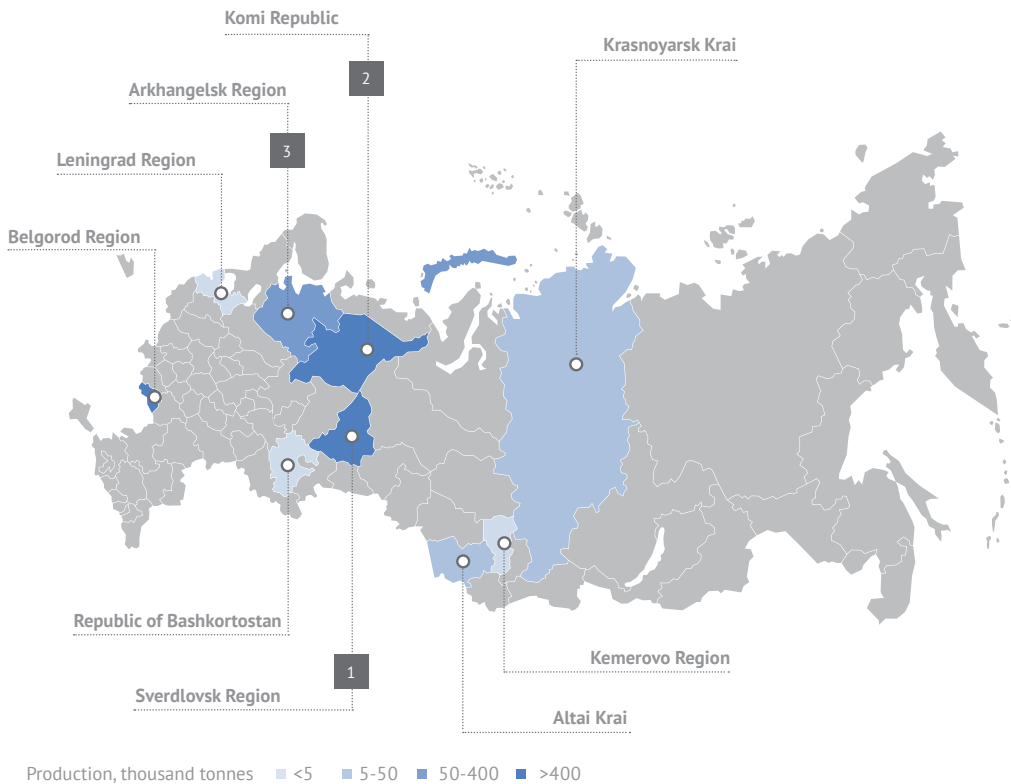 Komi Republic
Krasnoyarsk Krai
2
Arkhangelsk Region
3
Leningrad Region
Belgorod Region
Republic of Bashkortostan
Kemerovo Region
1
Sverdlovsk Region
Altai Krai
Production, thousand tonnes <5 5-50 50-400 >400